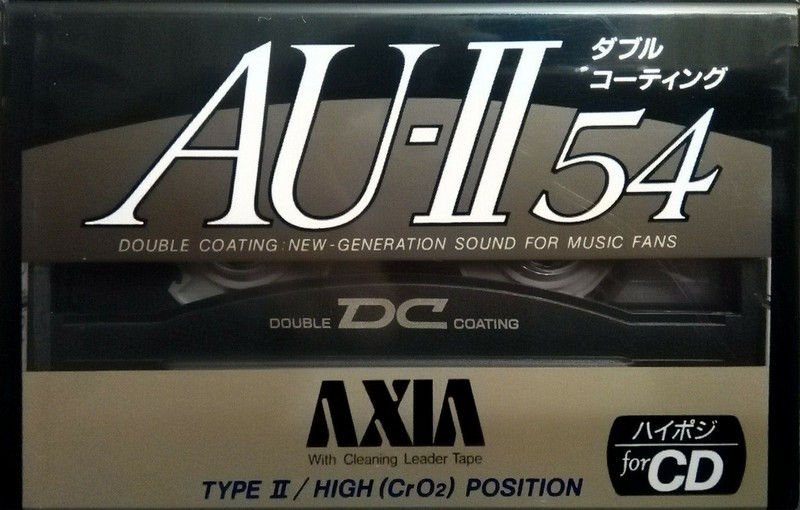 AU-II 54
ダブル
コーティング
DOUBLE COATING: NEW-GENERATION SOUND FOR MUSIC FANS
DOUBLE DC COATING
AXIA
With Cleaning Leader Tape
TYPE II / HIGH (CrO2) POSITION
ハイポジ
for CD